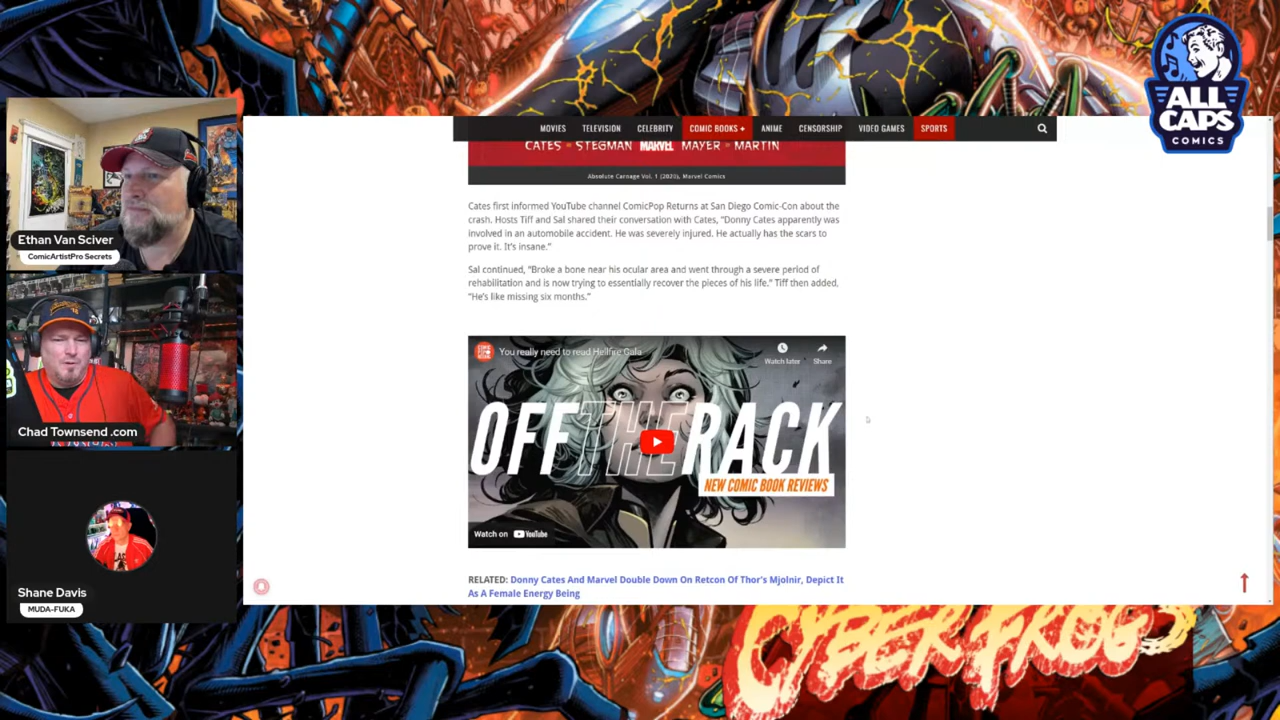 ALL
CAPS
COMICS
MOVIES TELEVISION CELEBRITY COMIC BOOKS + ANIME CENSORSHIP VIDEO GAMES SPORTS
CATES • STEGMAN MARVEL MAYER • MARTIN
Absolute Carnage Vol. 1 (2020), Marvel Comics
Cates first informed YouTube channel ComicPop Returns at San Diego Comic-Con about the
crash. Hosts Tiff and Sal shared their conversation with Cates, "Donny Cates apparently was
involved in an automobile accident. He was severely injured. He actually has the scars to
prove it. It's insane."
Sal continued, "Broke a bone near his ocular area and went through a severe period of
rehabilitation and is now trying to essentially recover the pieces of his life." Tiff then added,
"He's like missing six months."
You really need to read Hellfire Gala
Watch later
Share
OFF THE RACK
NEW COMIC BOOK REVIEWS
Watch on YouTube
RELATED: Donny Cates And Marvel Double Down On Retcon Of Thor's Mjolnir, Depict It
As A Female Energy Being
Ethan Van Sciver
ComicArtistPro Secrets
Chad Townsend .com
Shane Davis
MUDA-FUKA
CYBERFROG